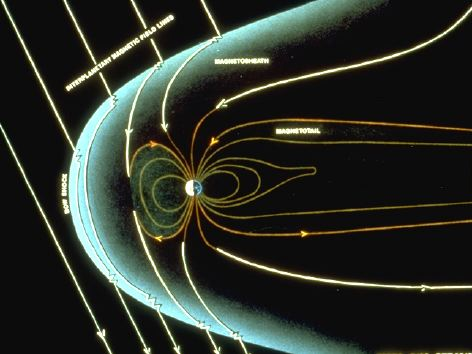 INTERPLANETARY MAGNETIC FIELD LINES
MAGNETOSHEATH
MAGNETOTAIL
BOW SHOCK